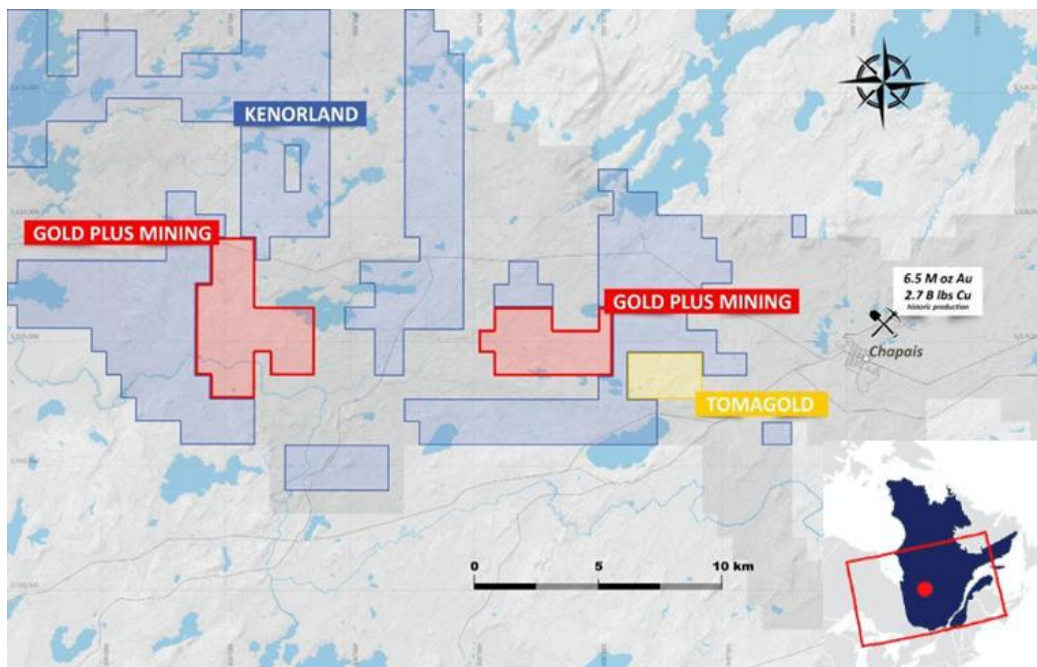 KENORLAND
GOLD PLUS MINING
6.5 M oz Au
2.7 B lbs Cu
historic production
GOLD PLUS MINING
Chapais
TOMAGOLD
0 5 10 km